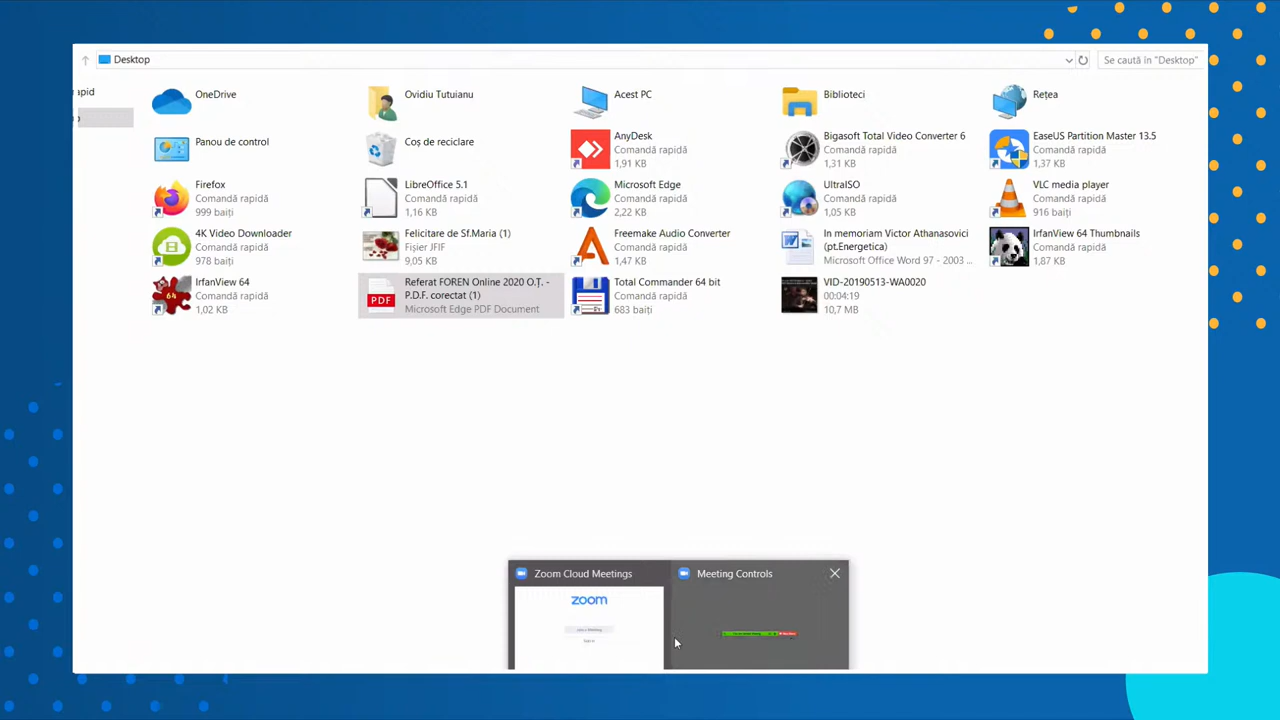 Desktop
Se caută în "Desktop"
rapid
OneDrive
Ovidiu Tutuianu
Acest PC
Biblioteci
Rețea
Panou de control
Coș de reciclare
AnyDesk
Comandă rapidă
1,91 KB
Bigasoft Total Video Converter 6
Comandă rapidă
1,31 KB
EaseUS Partition Master 13.5
Comandă rapidă
1,37 KB
Firefox
Comandă rapidă
999 baiți
LibreOffice 5.1
Comandă rapidă
1,16 KB
Microsoft Edge
Comandă rapidă
2,22 KB
UltraISO
Comandă rapidă
1,05 KB
VLC media player
Comandă rapidă
916 baiți
4K Video Downloader
Comandă rapidă
978 baiți
Felicitare de Sf.Maria (1)
Fișier JFIF
9,05 KB
Freemake Audio Converter
Comandă rapidă
1,47 KB
In memoriam Victor Athanasovici
(pt.Energetica)
Microsoft Office Word 97 - 2003 ...
IrfanView 64 Thumbnails
Comandă rapidă
1,87 KB
64
IrfanView 64
Comandă rapidă
1,02 KB
PDF
Referat FOREN Online 2020 O.Ț. -
P.D.F. corectat (1)
Microsoft Edge PDF Document
Total Commander 64 bit
Comandă rapidă
683 baiți
VID-20190513-WA0020
00:04:19
10,7 MB
Zoom Cloud Meetings
Meeting Controls
zoom